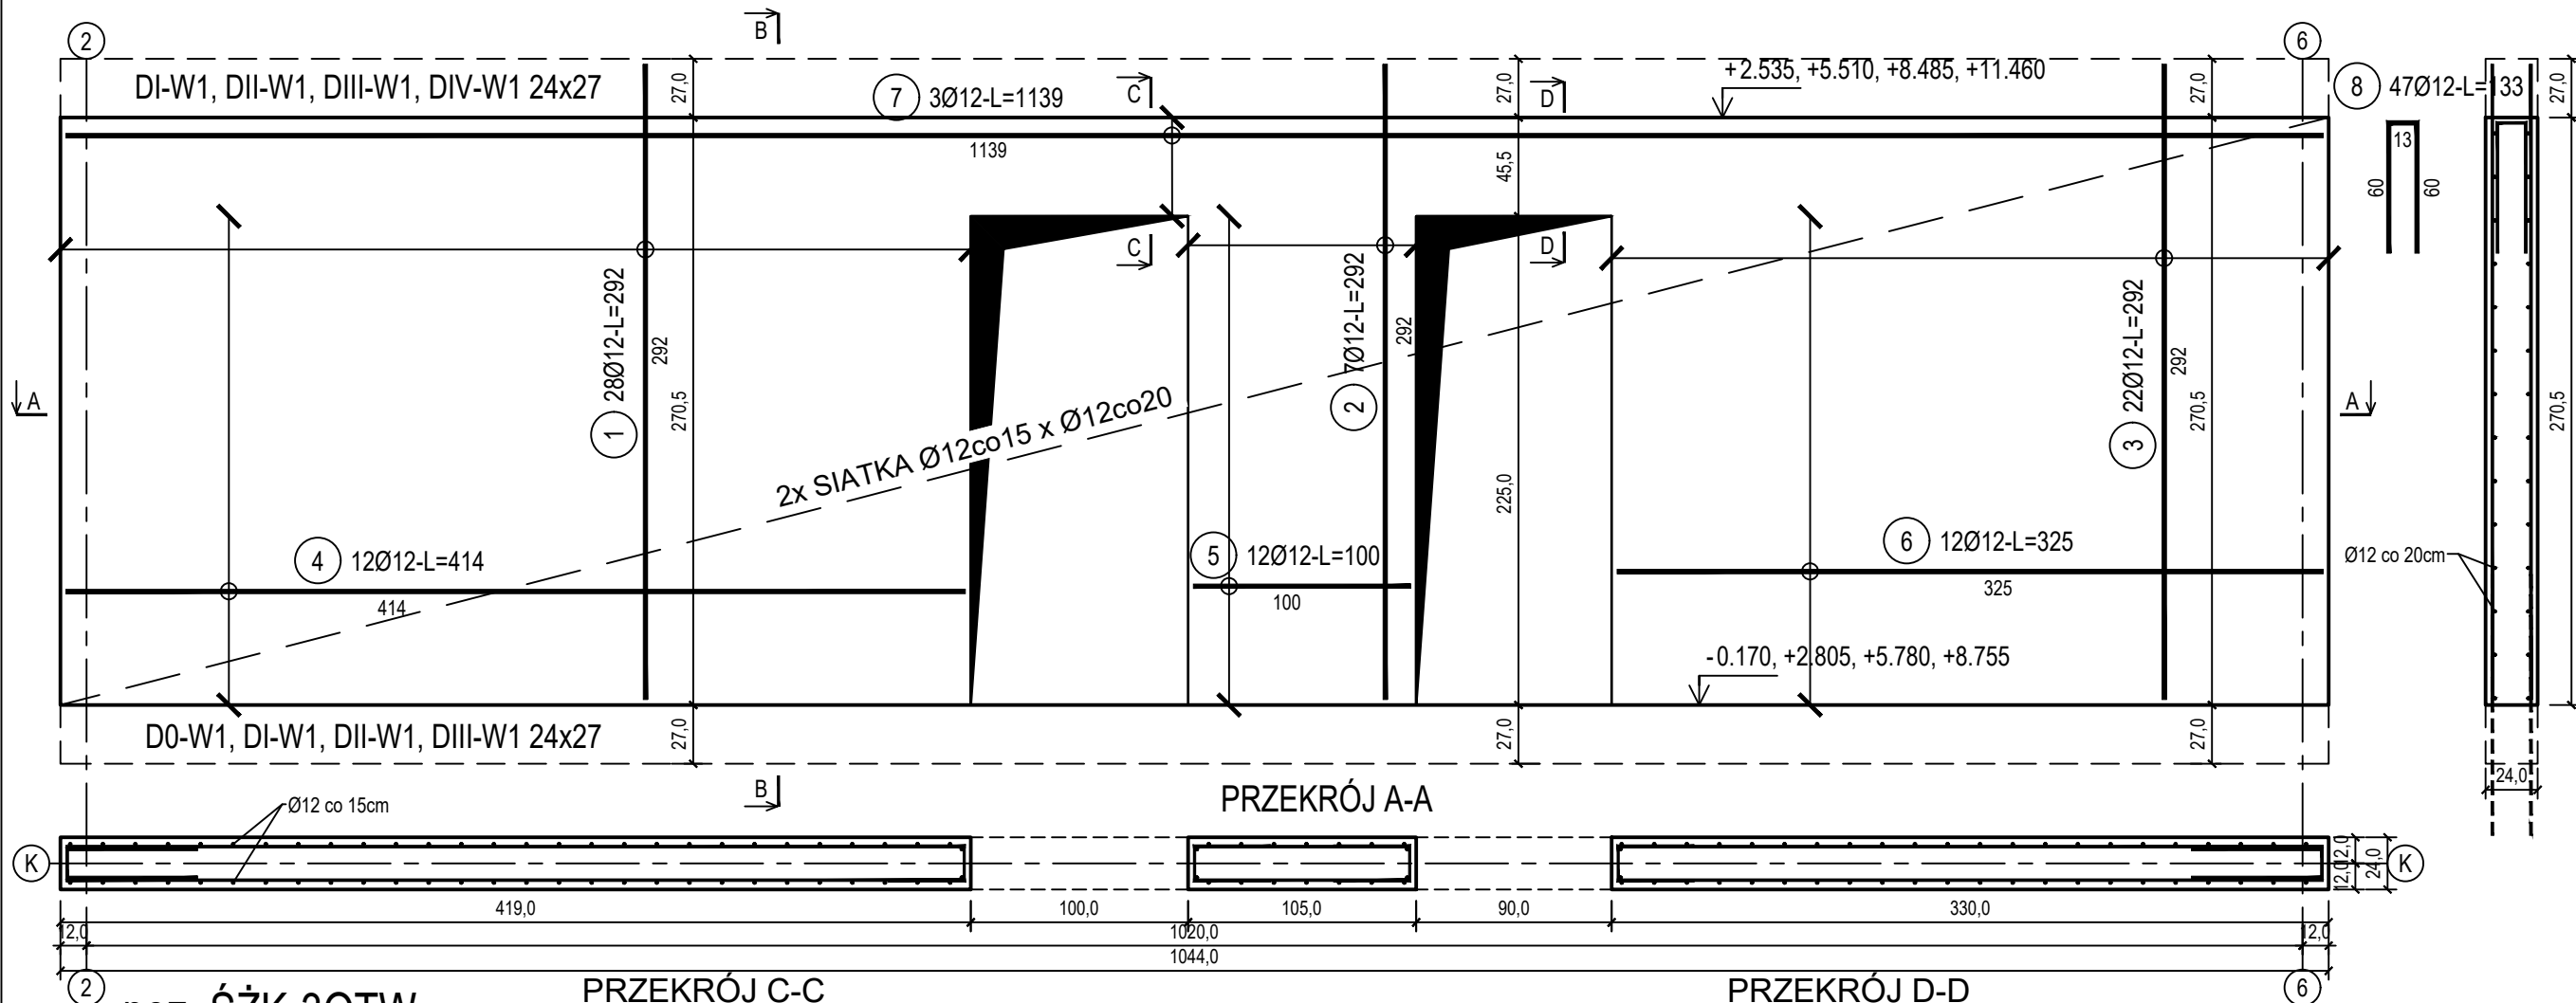 B
2
6
DI-W1, DII-W1, DIII-W1, DIV-W1 24x27
27,0
7 3Ø12-L=1139
C
27,0
D
+2.535, +5.510, +8.485, +11.460
27,0
8 47Ø12-L=133
27,0
1139
45,5
13
60
60
C
D
1 28Ø12-L=292
292
270,5
2 7Ø12-L=292
292
3 22Ø12-L=292
292
270,5
270,5
A
A
2x SIATKA Ø12co15 x Ø12co20
225,0
4 12Ø12-L=414
414
5 12Ø12-L=100
100
6 12Ø12-L=325
325
Ø12 co 20cm
-0.170, +2.805, +5.780, +8.755
D0-W1, DI-W1, DII-W1, DIII-W1 24x27
27,0
27,0
27,0
24,0
B
PRZEKRÓJ A-A
Ø12 co 15cm
K
12,0
12,0
24,0
K
419,0
100,0
105,0
90,0
330,0
12,0
1020,0
12,0
1044,0
2
PRZEKRÓJ C-C
PRZEKRÓJ D-D
6